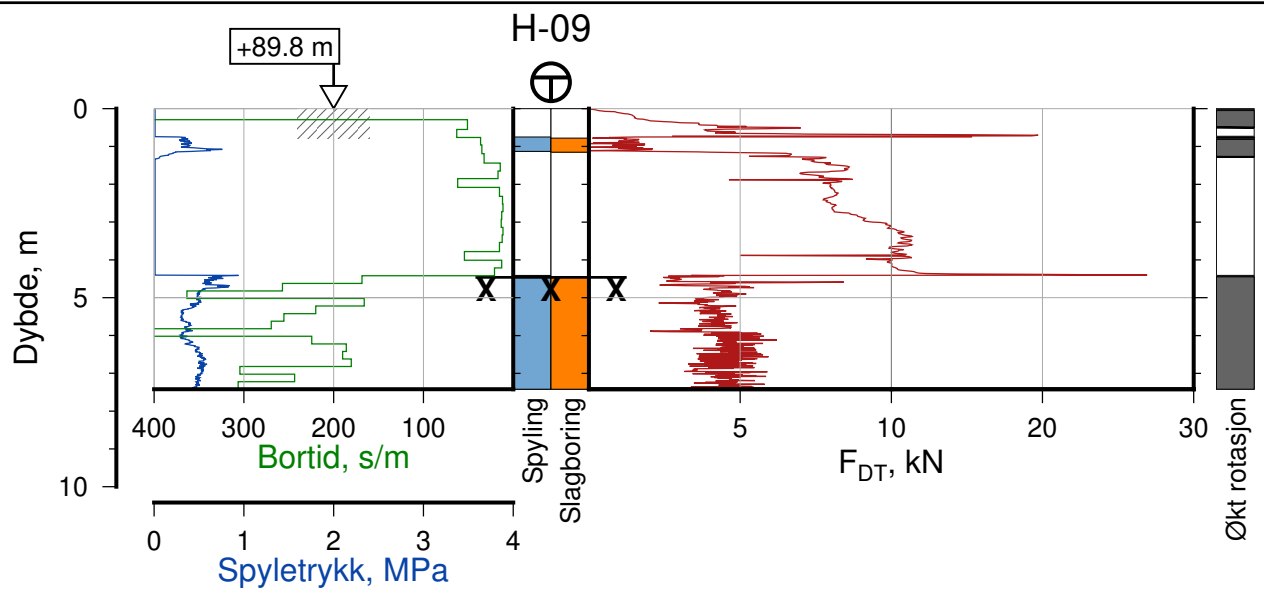 H-09
+89.8 m
0
5
10
Dybde, m
400 300 200 100
Bortid, s/m
0 1 2 3 4
Spyletrykk, MPa
X X X
Spyling
Slagboring
5 10 20 30
F_DT, kN
Økt rotasjon